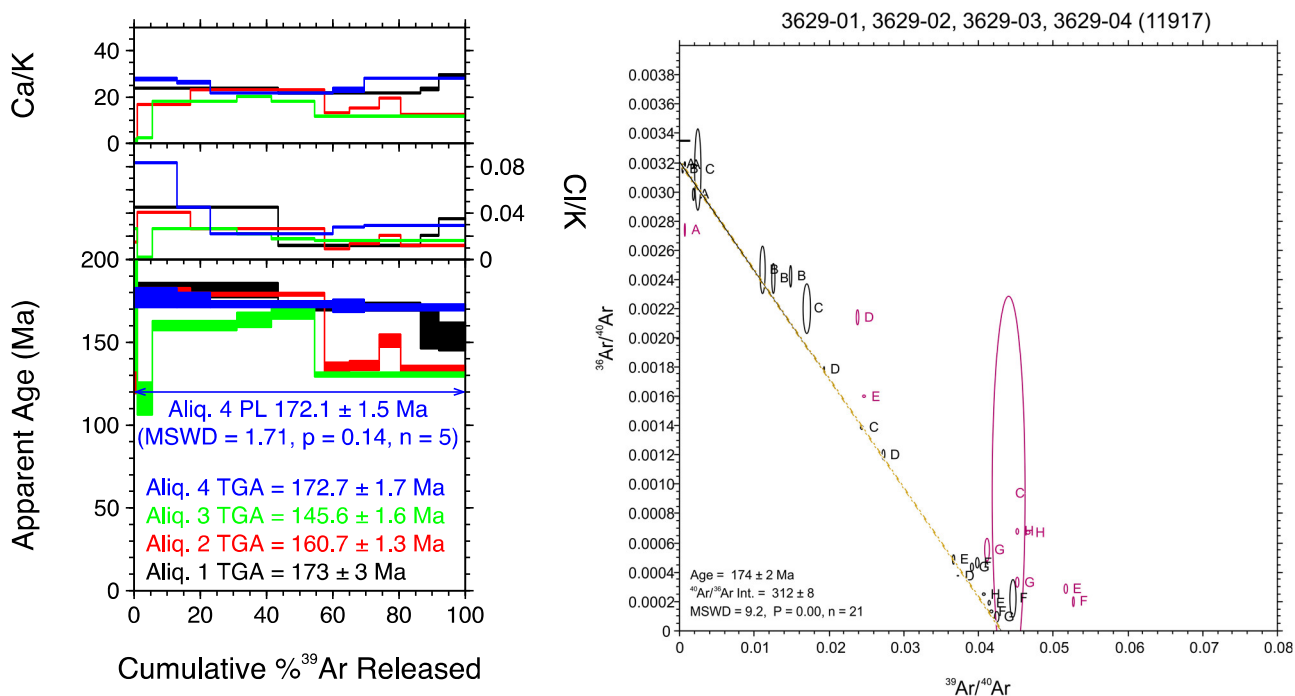 40
20
0
Ca/K
0.08
0.04
0
Cl/K
200
150
100
50
0
Apparent Age (Ma)
Aliq. 4 PL 172.1 ± 1.5 Ma
(MSWD = 1.71, p = 0.14, n = 5)
Aliq. 4 TGA = 172.7 ± 1.7 Ma
Aliq. 3 TGA = 145.6 ± 1.6 Ma
Aliq. 2 TGA = 160.7 ± 1.3 Ma
Aliq. 1 TGA = 173 ± 3 Ma
0 20 40 60 80 100
Cumulative %³⁹Ar Released
3629-01, 3629-02, 3629-03, 3629-04 (11917)
0.0038
0.0036
0.0034
0.0032
0.0030
0.0028
0.0026
0.0024
0.0022
0.0020
0.0018
0.0016
0.0014
0.0012
0.0010
0.0008
0.0006
0.0004
0.0002
0
³⁶Ar/⁴⁰Ar
A
B
C
A
A
B
B
B
C
D
D
E
C
D
C
H
H
G
E
F
G
D
G
E
F
H
F
G
Age = 174 ± 2 Ma
⁴⁰Ar/³⁶Ar Int. = 312 ± 8
MSWD = 9.2, P = 0.00, n = 21
0 0.01 0.02 0.03 0.04 0.05 0.06 0.07 0.08
³⁹Ar/⁴⁰Ar